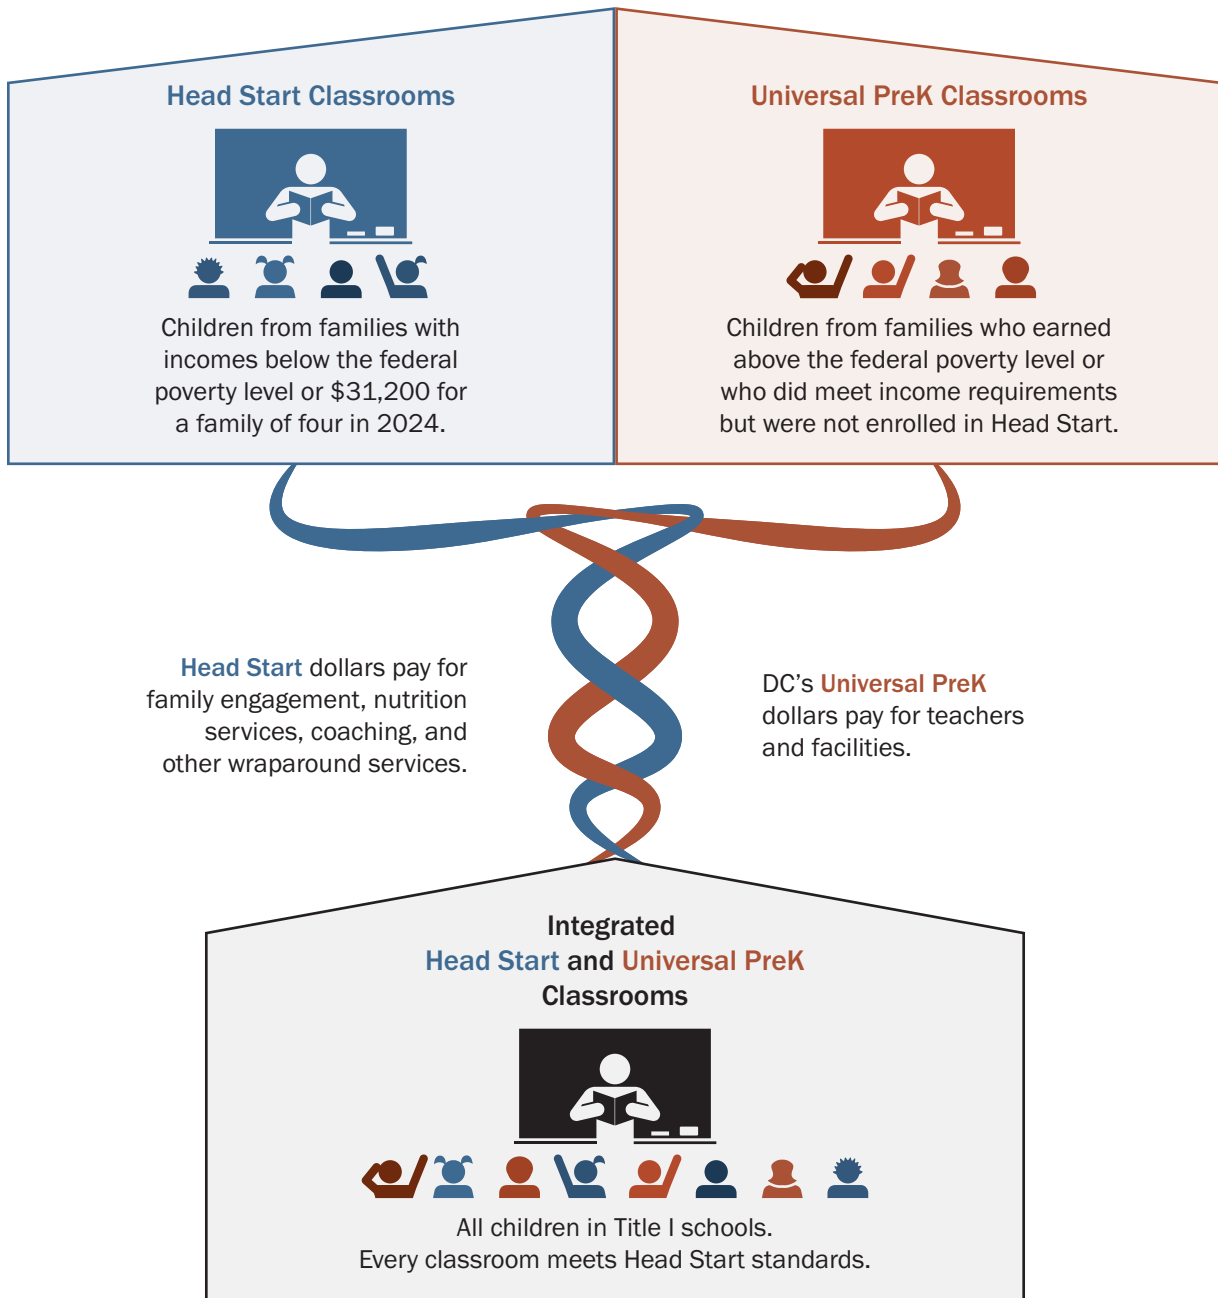 Head Start Classrooms
Children from families with
incomes below the federal
poverty level or $31,200 for
a family of four in 2024.
Universal PreK Classrooms
Children from families who earned
above the federal poverty level or
who did meet income requirements
but were not enrolled in Head Start.
Head Start dollars pay for
family engagement, nutrition
services, coaching, and
other wraparound services.
DC’s Universal PreK
dollars pay for teachers
and facilities.
Integrated
Head Start and Universal PreK
Classrooms
All children in Title I schools.
Every classroom meets Head Start standards.